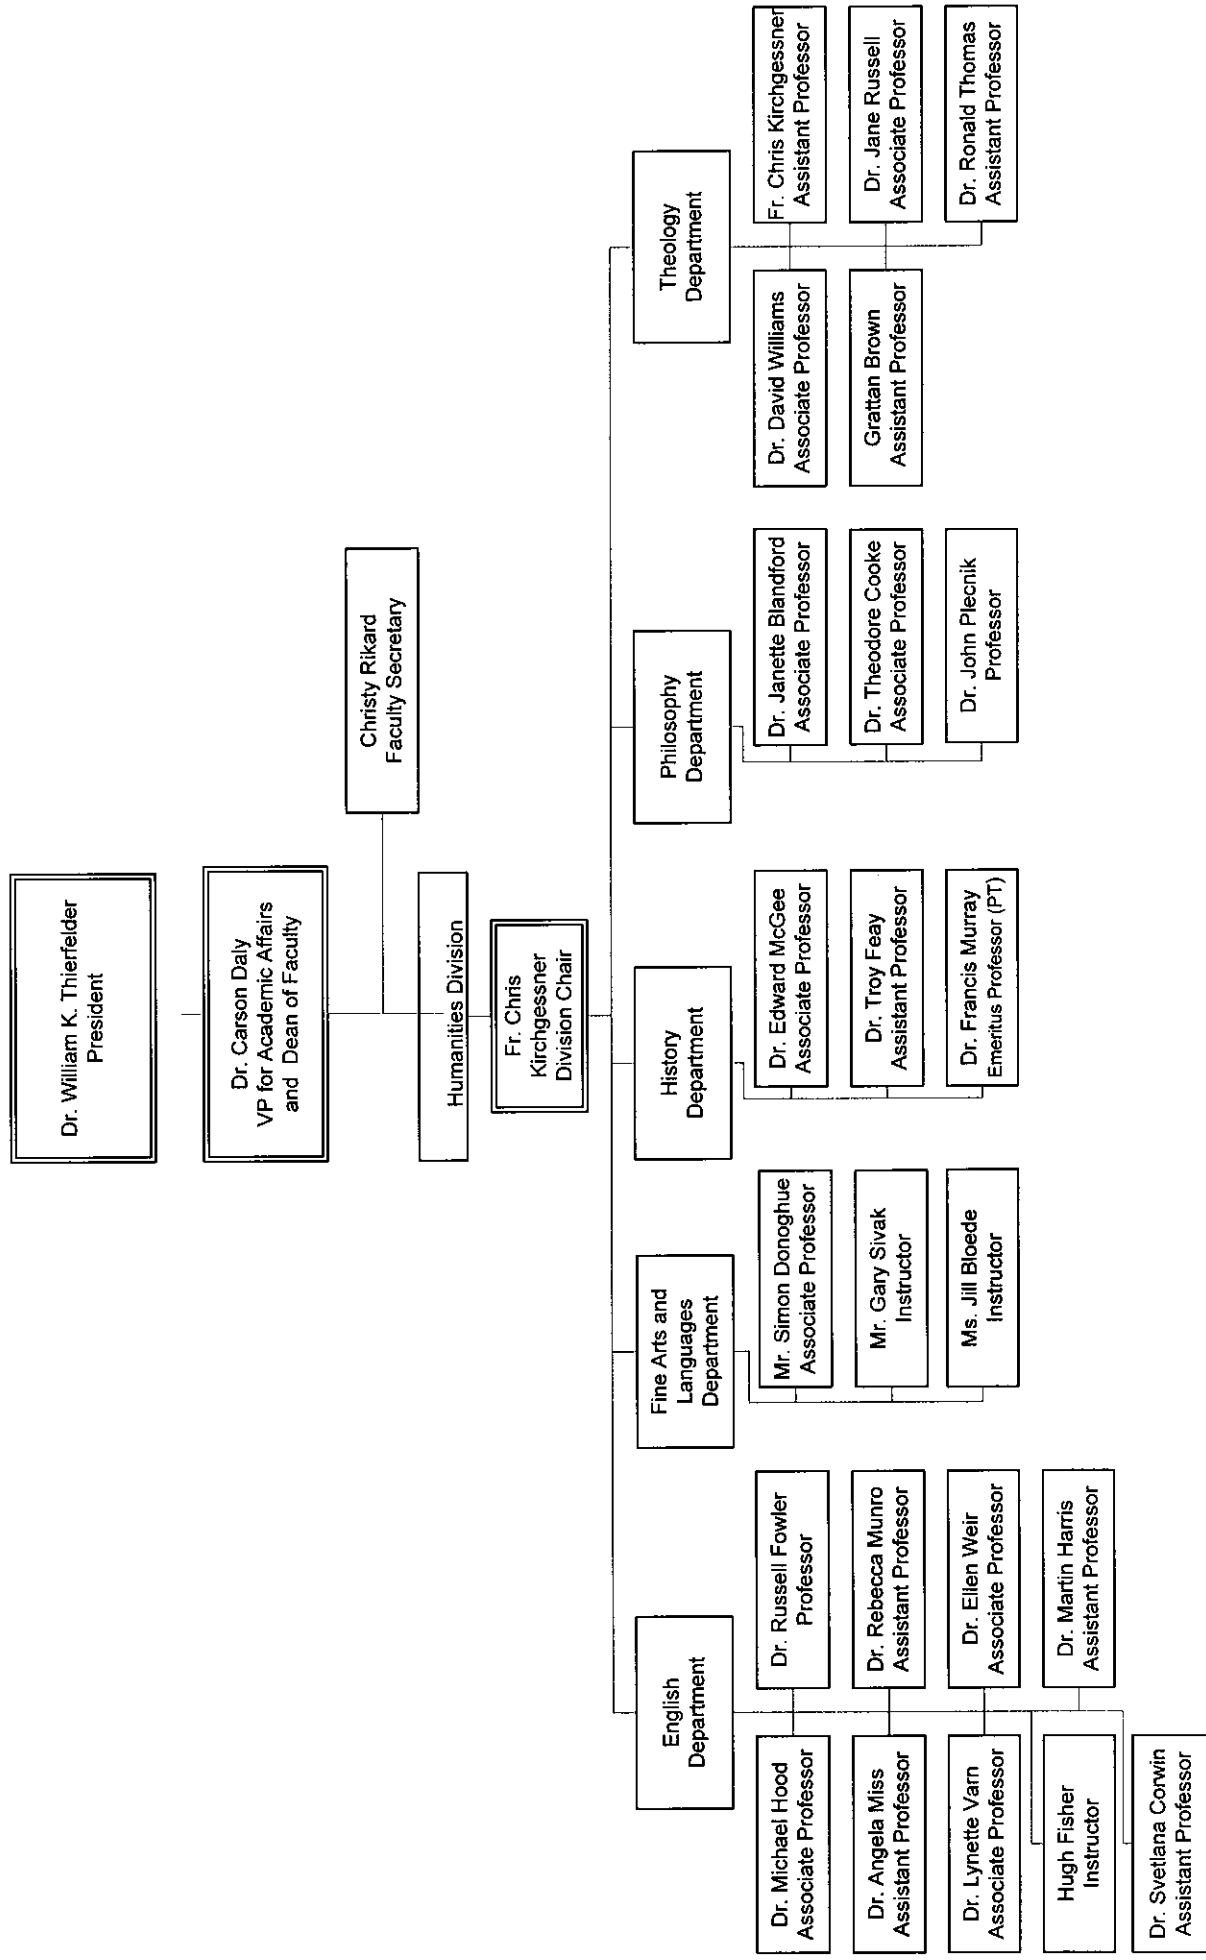 Dr. William K. Thierfelder
President
Dr. Carson Daly
VP for Academic Affairs
and Dean of Faculty
Christy Rikard
Faculty Secretary
Humanities Division
Fr. Chris
Kirchgessner
Division Chair
English
Department
Dr. Michael Hood
Associate Professor
Dr. Russell Fowler
Professor
Dr. Angela Miss
Assistant Professor
Dr. Rebecca Munro
Assistant Professor
Dr. Lynette Varn
Associate Professor
Dr. Ellen Weir
Associate Professor
Hugh Fisher
Instructor
Dr. Martin Harris
Assistant Professor
Dr. Svetlana Corwin
Assistant Professor
Fine Arts and
Languages
Department
Mr. Simon Donoghue
Associate Professor
Mr. Gary Sivak
Instructor
Ms. Jill Bloede
Instructor
History
Department
Dr. Edward McGee
Associate Professor
Dr. Troy Feay
Assistant Professor
Dr. Francis Murray
Emeritus Professor (PT)
Philosophy
Department
Dr. Janette Blandford
Associate Professor
Dr. Theodore Cooke
Associate Professor
Dr. John Plecnik
Professor
Theology
Department
Dr. David Williams
Associate Professor
Fr. Chris Kirchgessner
Assistant Professor
Grattan Brown
Assistant Professor
Dr. Jane Russell
Associate Professor
Dr. Ronald Thomas
Assistant Professor